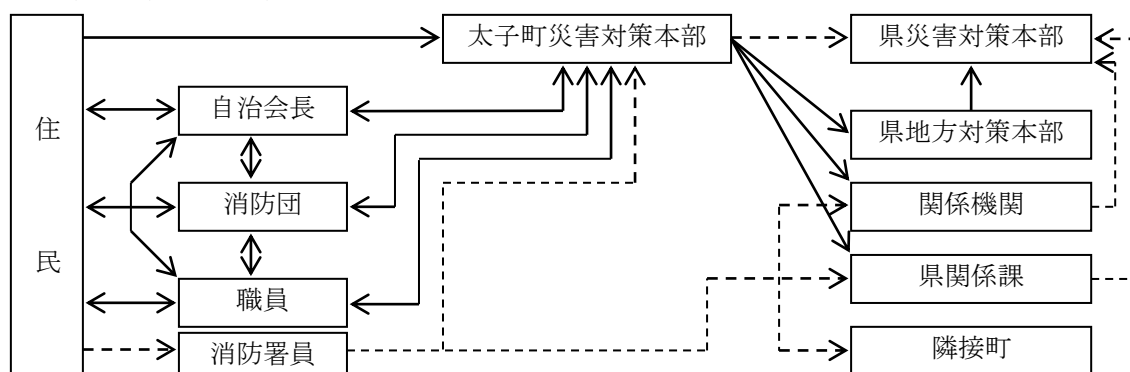 住民
太子町災害対策本部
県災害対策本部
自治会長
県地方対策本部
消防団
関係機関
職員
県関係課
消防署員
隣接町